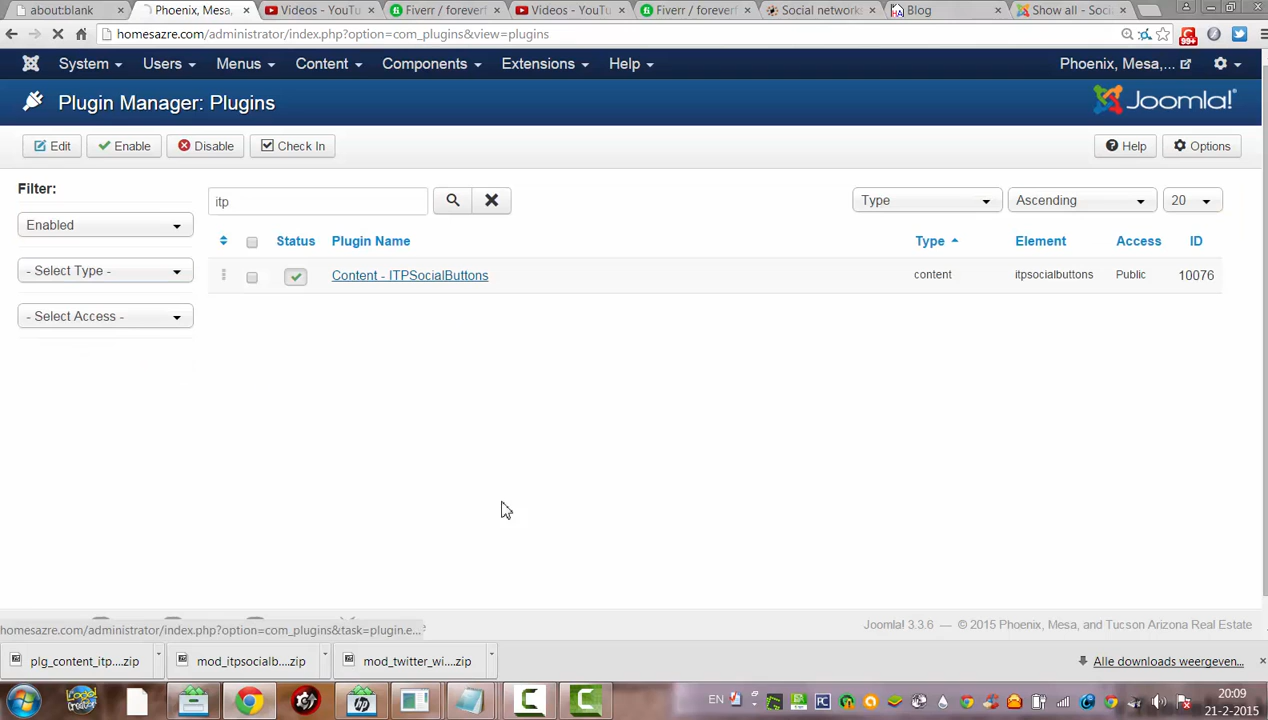 about:blank
Phoenix, Mesa,
Videos - YouTu
Fiverr / foreverf
Videos - YouTu
Fiverr / foreverf
Social network
Blog
Show all - Soci
homesazre.com/administrator/index.php?option=com_plugins&view=plugins
99+
System
Users
Menus
Content
Components
Extensions
Help
Phoenix, Mesa,...
Plugin Manager: Plugins
Joomla!
Edit
Enable
Disable
Check In
Help
Options
Filter:
itp
Type
Ascending
20
Enabled
Status
Plugin Name
Type
Element
Access
ID
- Select Type -
Content - ITPSocialButtons
content
itpsocialbuttons
Public
10076
- Select Access -
homesazre.com/administrator/index.php?option=com_plugins&task=plugin.e...
Joomla! 3.3.6 — © 2015 Phoenix, Mesa, and Tucson Arizona Real Estate
plg_content_itp....zip
mod_itpsocialb....zip
mod_twitter_wi....zip
Alle downloads weergeven...
EN
20:09
21-2-2015